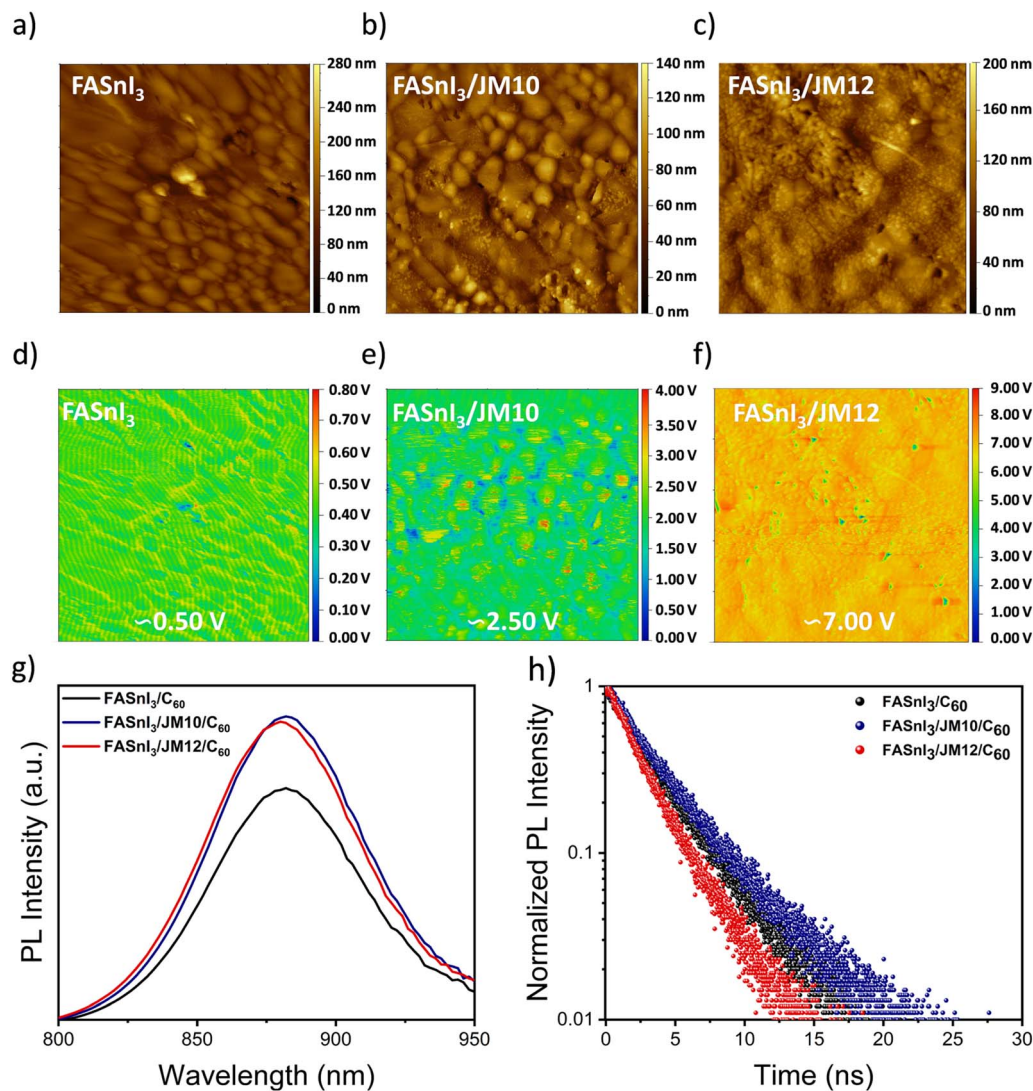 a)
FASnI₃
280 nm
240 nm
200 nm
160 nm
120 nm
80 nm
40 nm
0 nm
b)
FASnI₃/JM10
140 nm
120 nm
100 nm
80 nm
60 nm
40 nm
20 nm
0 nm
c)
FASnI₃/JM12
200 nm
160 nm
120 nm
80 nm
40 nm
0 nm
d)
FASnI₃
~0.50 V
0.80 V
0.70 V
0.60 V
0.50 V
0.40 V
0.30 V
0.20 V
0.10 V
0.00 V
e)
FASnI₃/JM10
~2.50 V
4.00 V
3.50 V
3.00 V
2.50 V
2.00 V
1.50 V
1.00 V
0.50 V
0.00 V
f)
FASnI₃/JM12
~7.00 V
9.00 V
8.00 V
7.00 V
6.00 V
5.00 V
4.00 V
3.00 V
2.00 V
1.00 V
0.00 V
g)
FASnI₃/C₆₀
FASnI₃/JM10/C₆₀
FASnI₃/JM12/C₆₀
PL Intensity (a.u.)
800 850 900 950
Wavelength (nm)
h)
FASnI₃/C₆₀
FASnI₃/JM10/C₆₀
FASnI₃/JM12/C₆₀
Normalized PL Intensity
1
0.1
0.01
0 5 10 15 20 25 30
Time (ns)